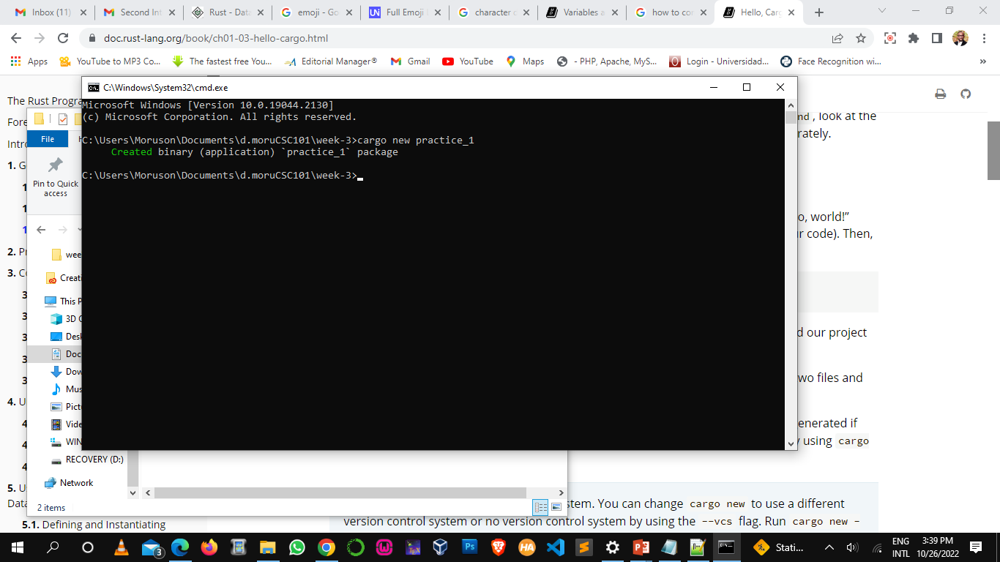 Inbox (11)
Second Int
Rust - Data
emoji - Go
Full Emoji
character c
Variables a
how to con
Hello, Carg
doc.rust-lang.org/book/ch01-03-hello-cargo.html
Apps
YouTube to MP3 Co...
The fastest free You...
Editorial Manager®
Gmail
YouTube
Maps
- PHP, Apache, MyS...
Login - Universidad...
Face Recognition wi...
»
C:\Windows\System32\cmd.exe
Microsoft Windows [Version 10.0.19044.2130]
(c) Microsoft Corporation. All rights reserved.
C:\Users\Moruson\Documents\d.moruCSC101\week-3>cargo new practice_1
Created binary (application) `practice_1` package
C:\Users\Moruson\Documents\d.moruCSC101\week-3>
The Rust Progra
Fore
Intro
1. G
1
1
1
2. P
3. C
3
3
3
3
3
4. U
4
4
4
5. U
Data
5.1. Defining and Instantiating
File
Pin to Quick
access
wee
Creati
This P
3D O
Desk
Doc
Dow
Mus
Pictu
Vide
WIN
RECOVERY (D:)
Network
2 items
nd , look at the
rately.
o, world!”
r code). Then,
d our project
wo files and
enerated if
y using cargo
stem. You can change cargo new to use a different
version control system or no version control system by using the --vcs flag. Run cargo new -
3
Ps
HA
Stati...
ENG
INTL
3:39 PM
10/26/2022